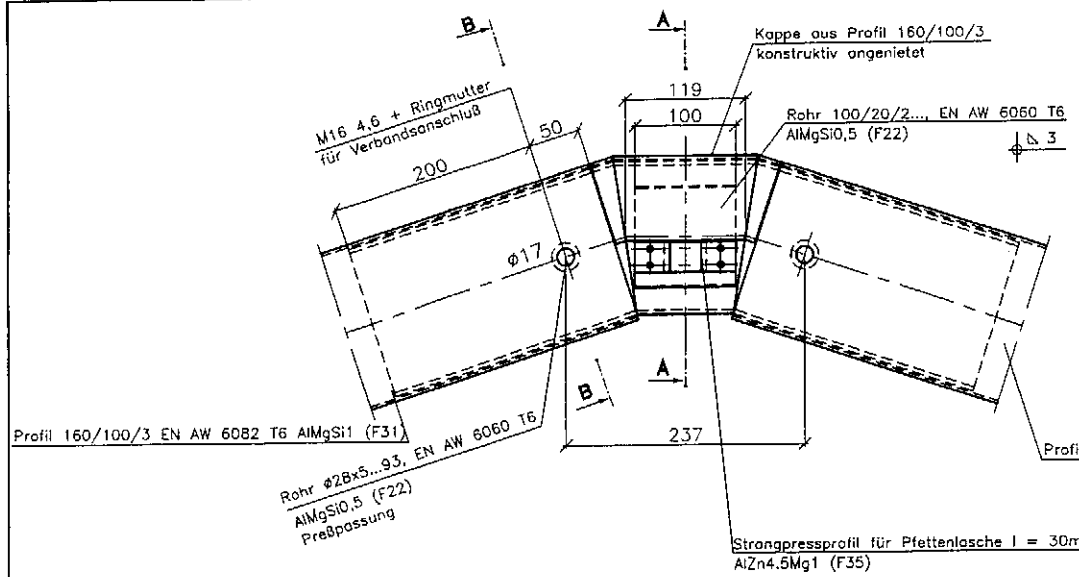 B
A
Kappe aus Profil 160/100/3
konstruktiv angenietet
119
100
Rohr 100/20/2..., EN AW 6060 T6
AlMgSi0,5 (F22)
3
M16 4,6 + Ringmutter
für Verbandsanschluß
50
200
ø17
B
A
Profil 160/100/3 EN AW 6082 T6 AlMgSi1 (F31)
237
Rohr ø28x5...93, EN AW 6060 T6
AlMgSi0,5 (F22)
Preßpassung
Profi
Strangpressprofil für Pfettenlasche l = 30m
AlZn4.5Mg1 (F35)